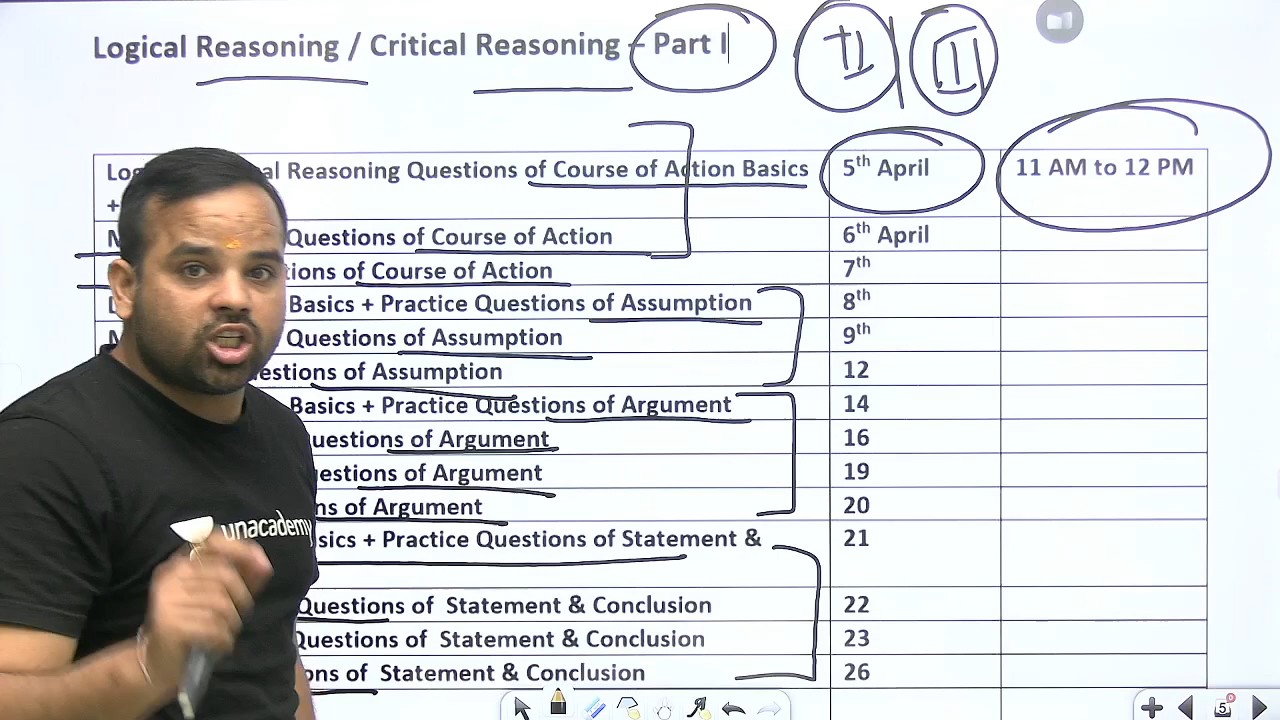 Logical Reasoning / Critical Reasoning – Part I
II | III
al Reasoning Questions of Course of Action Basics 5th April 11 AM to 12 PM
+
Questions of Course of Action 6th April
tions of Course of Action 7th
Basics + Practice Questions of Assumption 8th
Questions of Assumption 9th
estions of Assumption 12
Basics + Practice Questions of Argument 14
uestions of Argument 16
estions of Argument 19
ns of Argument 20
sics + Practice Questions of Statement & 21
Questions of Statement & Conclusion 22
Questions of Statement & Conclusion 23
ons of Statement & Conclusion 26
unacademy
5